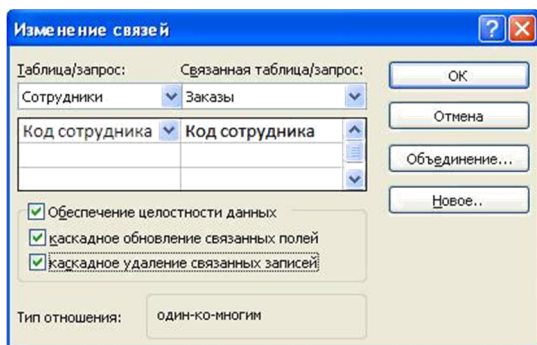 Изменение связей
Таблица/запрос: Связанная таблица/запрос:
Сотрудники Заказы
Код сотрудника Код сотрудника
Обеспечение целостности данных
каскадное обновление связанных полей
каскадное удаление связанных записей
Тип отношения: один-ко-многим
ОК
Отмена
Объединение...
Новое..